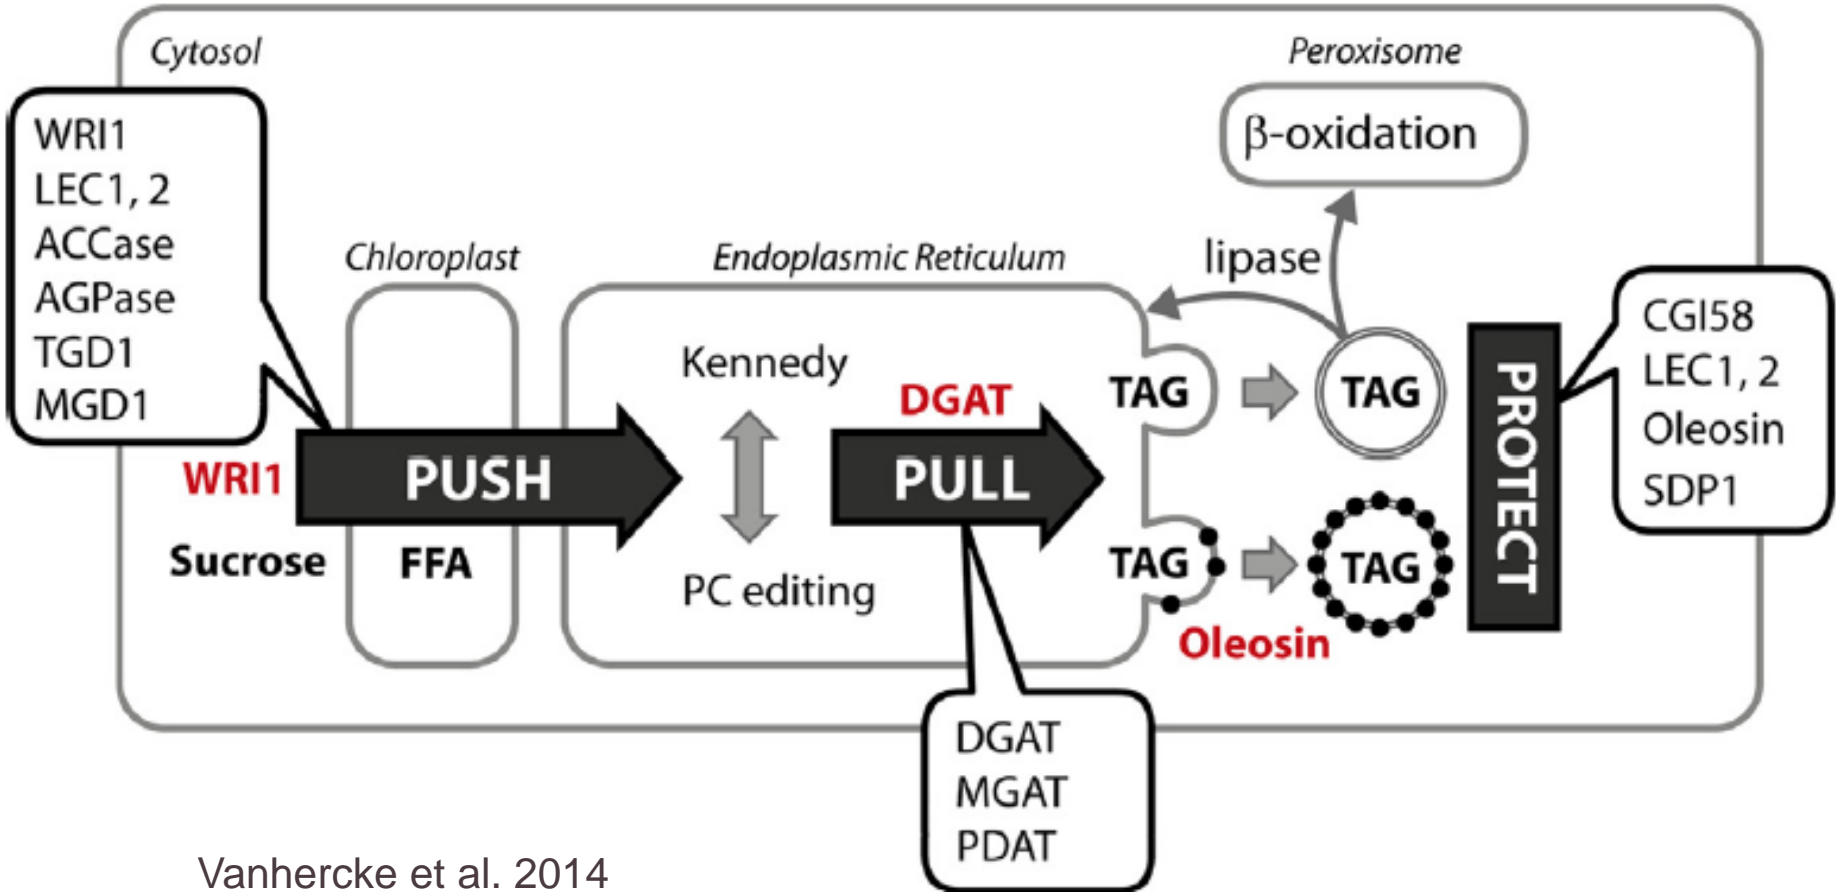 Cytosol
WRI1
LEC1, 2
ACCase
AGPase
TGD1
MGD1
WRI1
Sucrose
Chloroplast
PUSH
FFA
Endoplasmic Reticulum
Kennedy
PC editing
DGAT
PULL
DGAT
MGAT
PDAT
Peroxisome
β-oxidation
lipase
TAG
TAG
TAG
TAG
Oleosin
PROTECT
CGI58
LEC1, 2
Oleosin
SDP1
Vanhercke et al. 2014